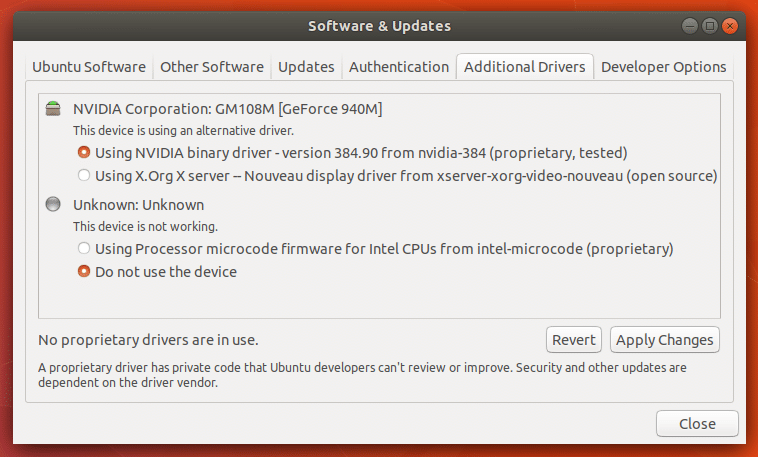 Software & Updates
Ubuntu Software
Other Software
Updates
Authentication
Additional Drivers
Developer Options
NVIDIA Corporation: GM108M [GeForce 940M]
This device is using an alternative driver.
Using NVIDIA binary driver - version 384.90 from nvidia-384 (proprietary, tested)
Using X.Org X server -- Nouveau display driver from xserver-xorg-video-nouveau (open source)
Unknown: Unknown
This device is not working.
Using Processor microcode firmware for Intel CPUs from intel-microcode (proprietary)
Do not use the device
No proprietary drivers are in use.
Revert
Apply Changes
A proprietary driver has private code that Ubuntu developers can't review or improve. Security and other updates are
dependent on the driver vendor.
Close